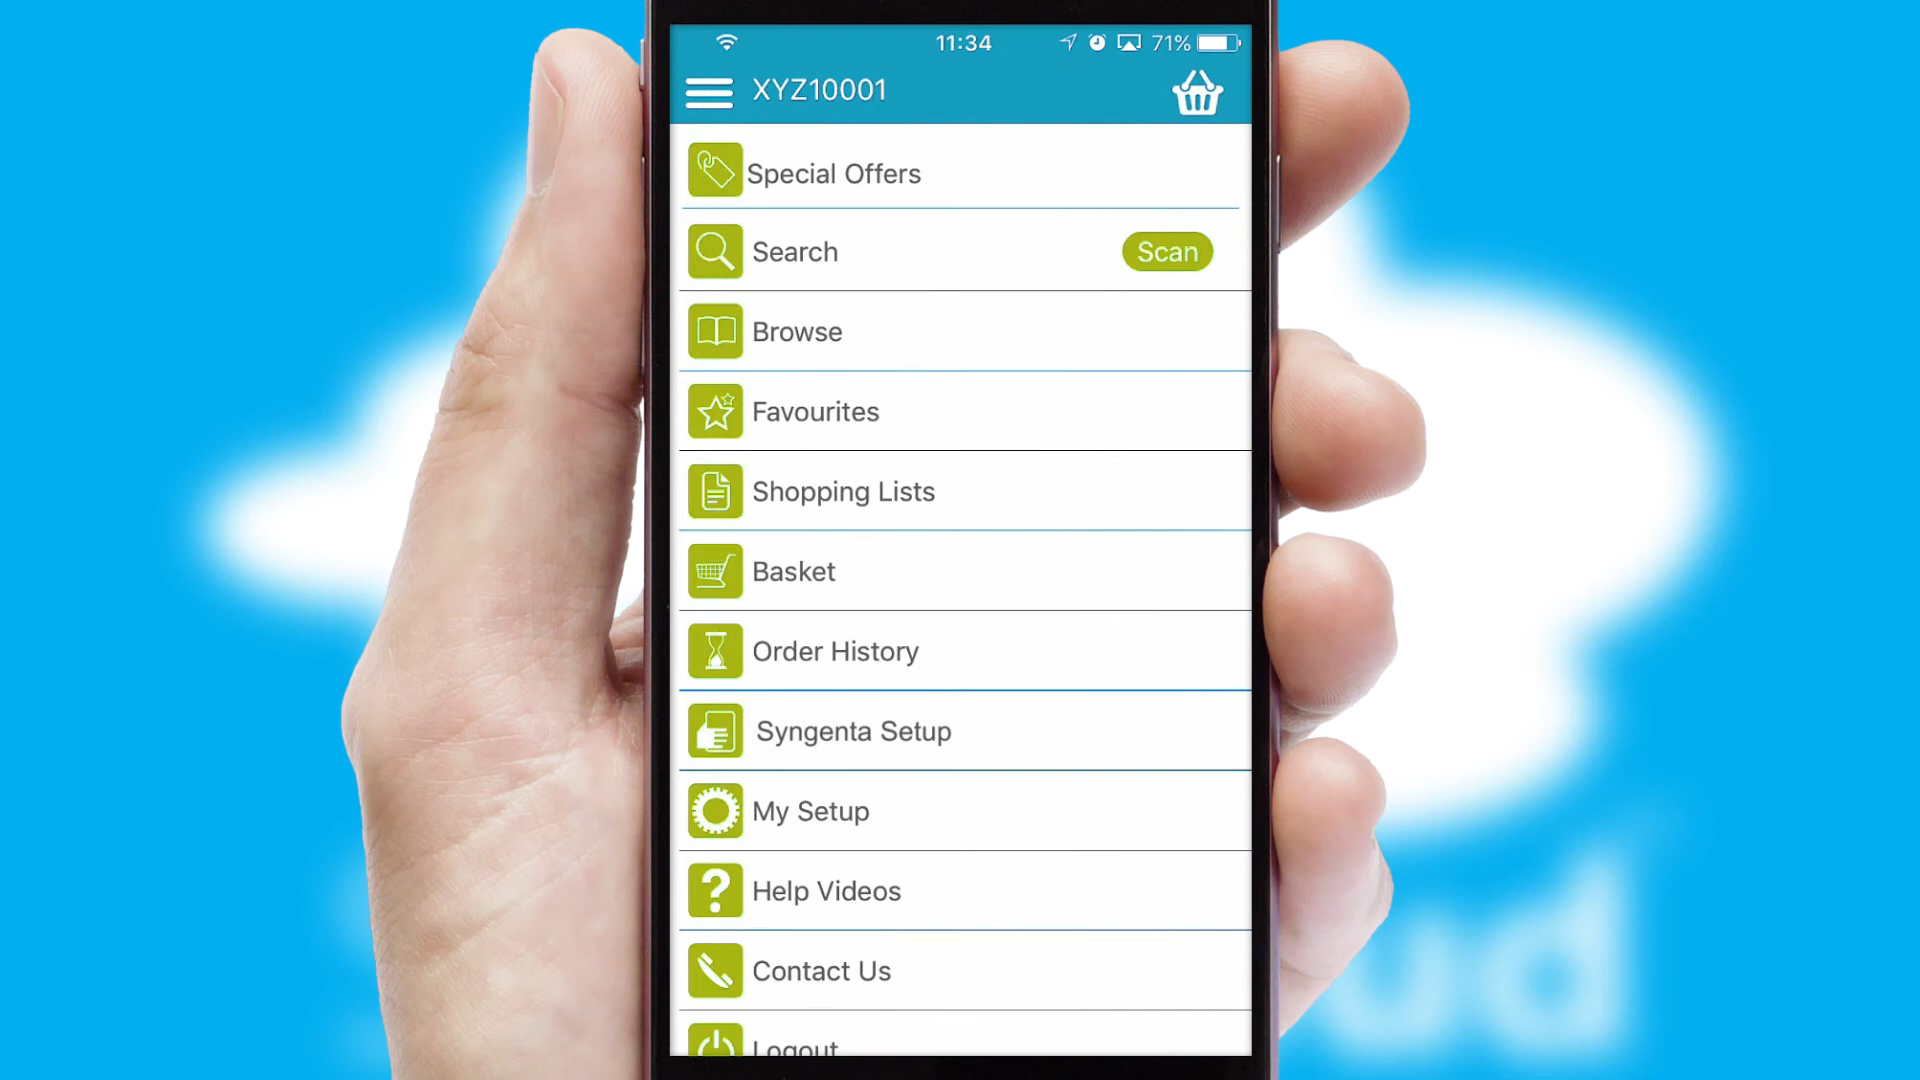 11:34 71%
XYZ10001
Special Offers
Search Scan
Browse
Favourites
Shopping Lists
Basket
Order History
Syngenta Setup
My Setup
Help Videos
Contact Us
Logout